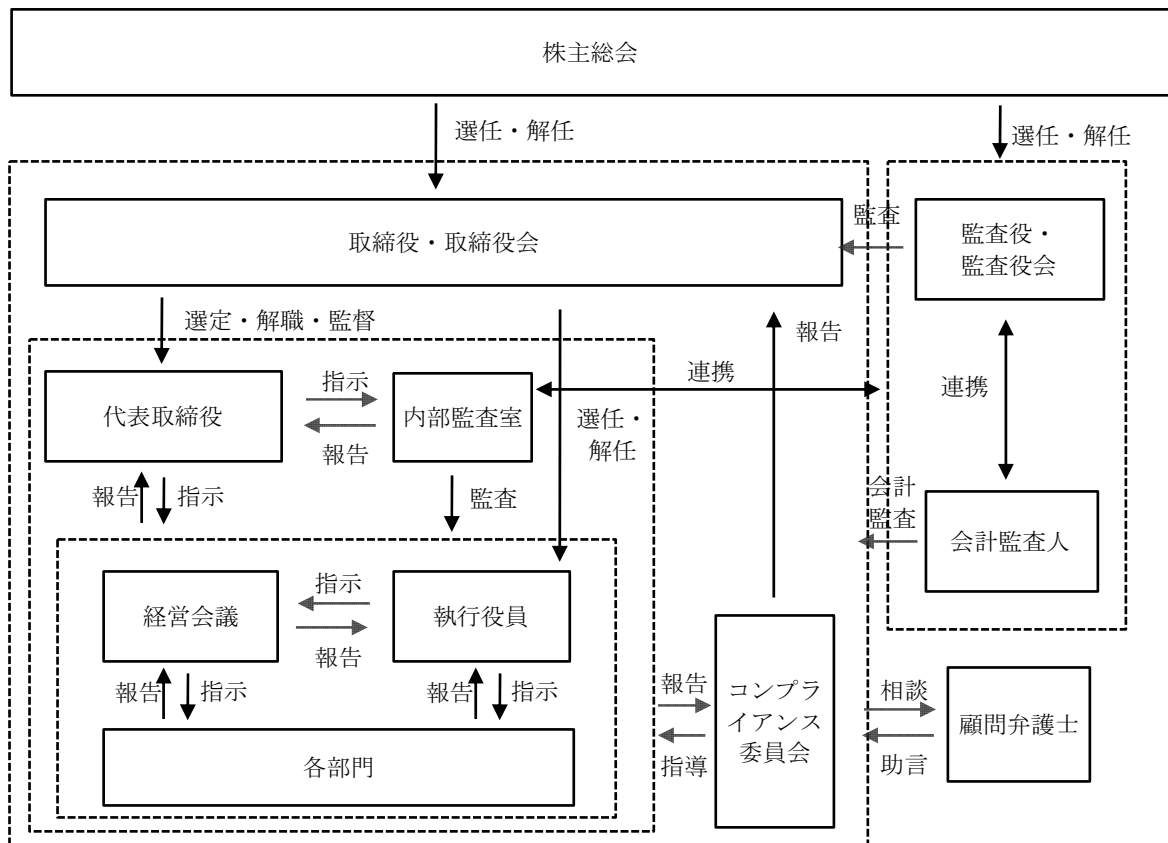 株主総会
選任・解任
選任・解任
取締役・取締役会
監査
監査役・
監査役会
選定・解職・監督
報告
連携
連携
代表取締役
指示
報告
内部監査室
選任・
解任
報告
指示
監査
会計
監査
会計監査人
経営会議
指示
報告
執行役員
報告
指示
報告
指示
各部門
報告
指導
コンプラ
イアンス
委員会
相談
助言
顧問弁護士